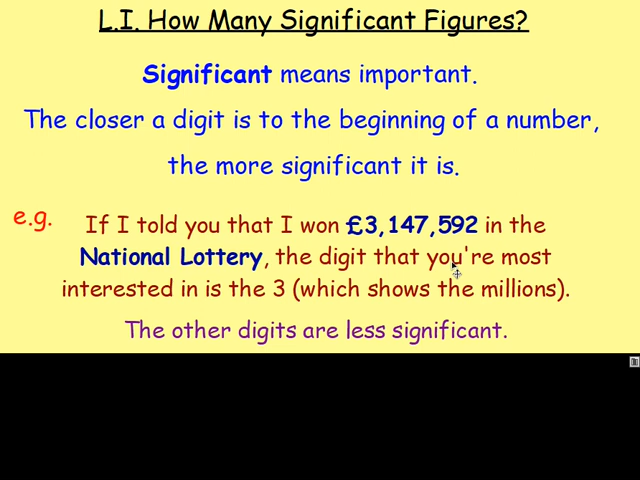 L.I. How Many Significant Figures?
Significant means important.
The closer a digit is to the beginning of a number,
the more significant it is.
e.g. If I told you that I won £3,147,592 in the
National Lottery, the digit that you're most
interested in is the 3 (which shows the millions).
The other digits are less significant.